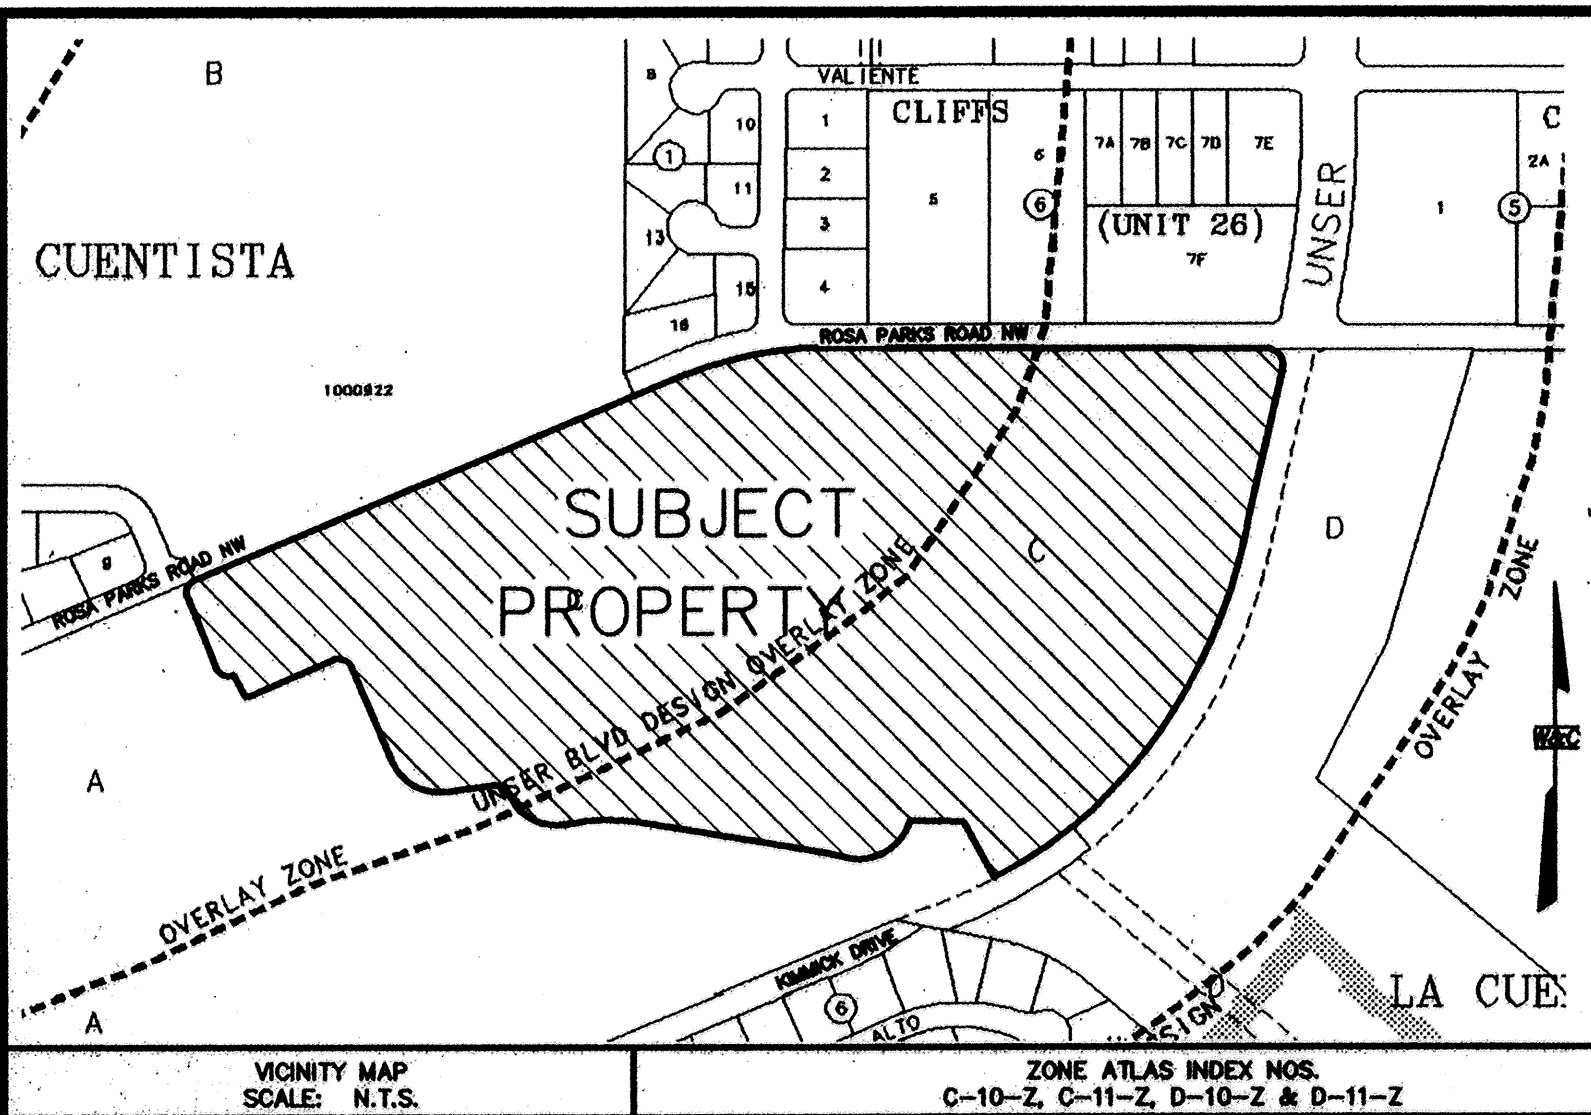 B
8
VALIENTE
CLIFFS
C
10
1
6
7A
7B
7C
7D
7E
2A
1
11
2
5
6
UNSER
1
5
13
3
(UNIT 26)
CUENTISTA
7F
15
4
16
ROSA PARKS ROAD NW
1000922
SUBJECT
D
C
ROSA PARKS ROAD NW
9
PROPERTY
ZONE
OVERLAY
UNSER BLVD DESIGN OVERLAY ZONE
A
OVERLAY ZONE
KIMMICK DRIVE
6
ALTO
LA CUE
SIGN
A
VICINITY MAP
SCALE: N.T.S.
ZONE ATLAS INDEX NOS.
C-10-Z, C-11-Z, D-10-Z & D-11-Z